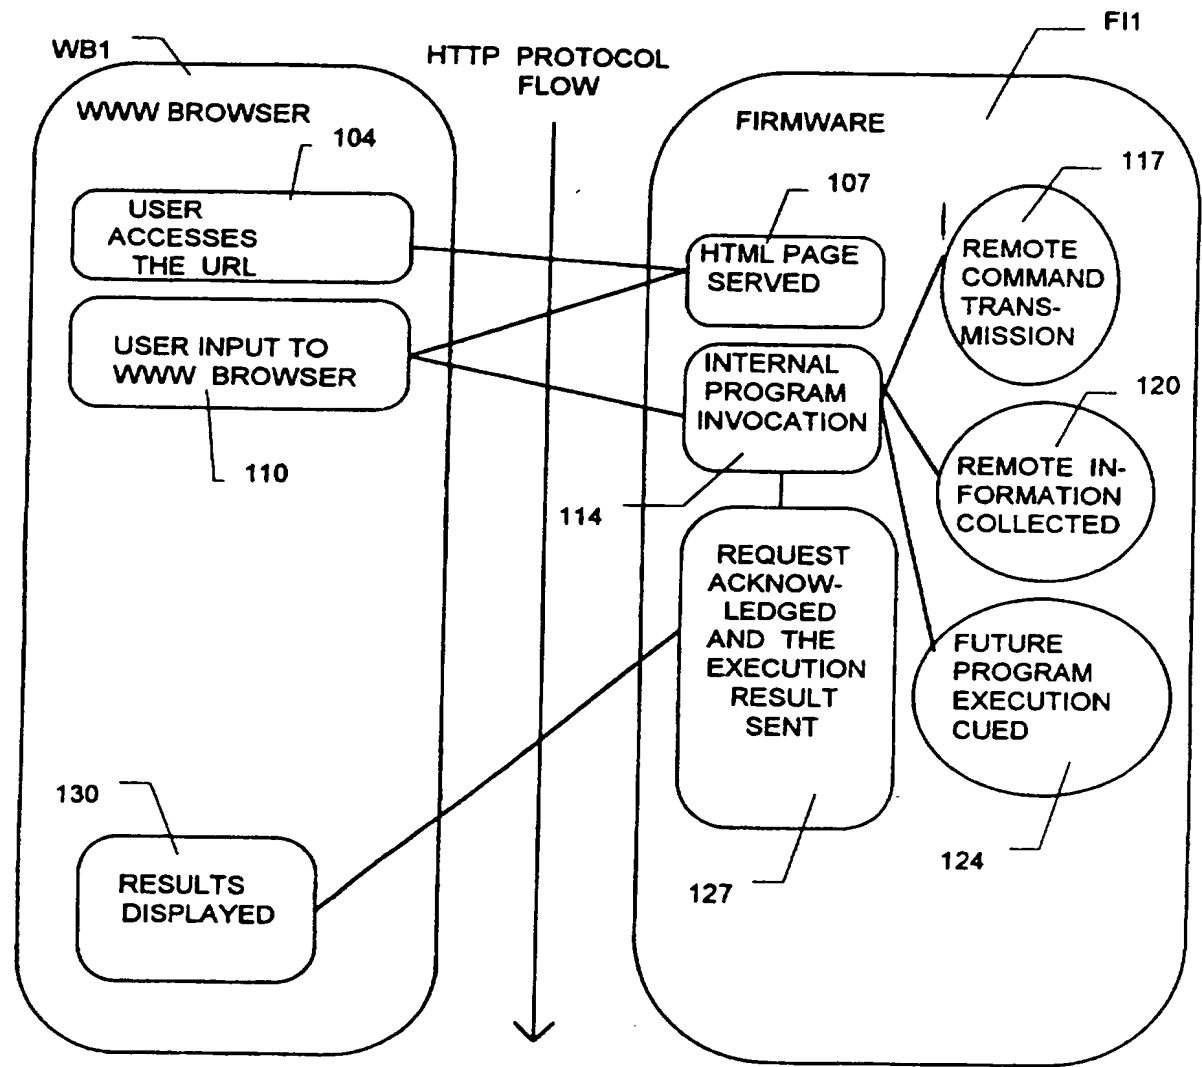 WB1
HTTP PROTOCOL
FLOW
FI1
WWW BROWSER
FIRMWARE
104
USER
ACCESSES
THE URL
107
HTML PAGE
SERVED
117
REMOTE
COMMAND
TRANS-
MISSION
USER INPUT TO
WWW BROWSER
110
INTERNAL
PROGRAM
INVOCATION
114
120
REMOTE IN-
FORMATION
COLLECTED
REQUEST
ACKNOW-
LEDGED
AND THE
EXECUTION
RESULT
SENT
127
FUTURE
PROGRAM
EXECUTION
CUED
124
130
RESULTS
DISPLAYED